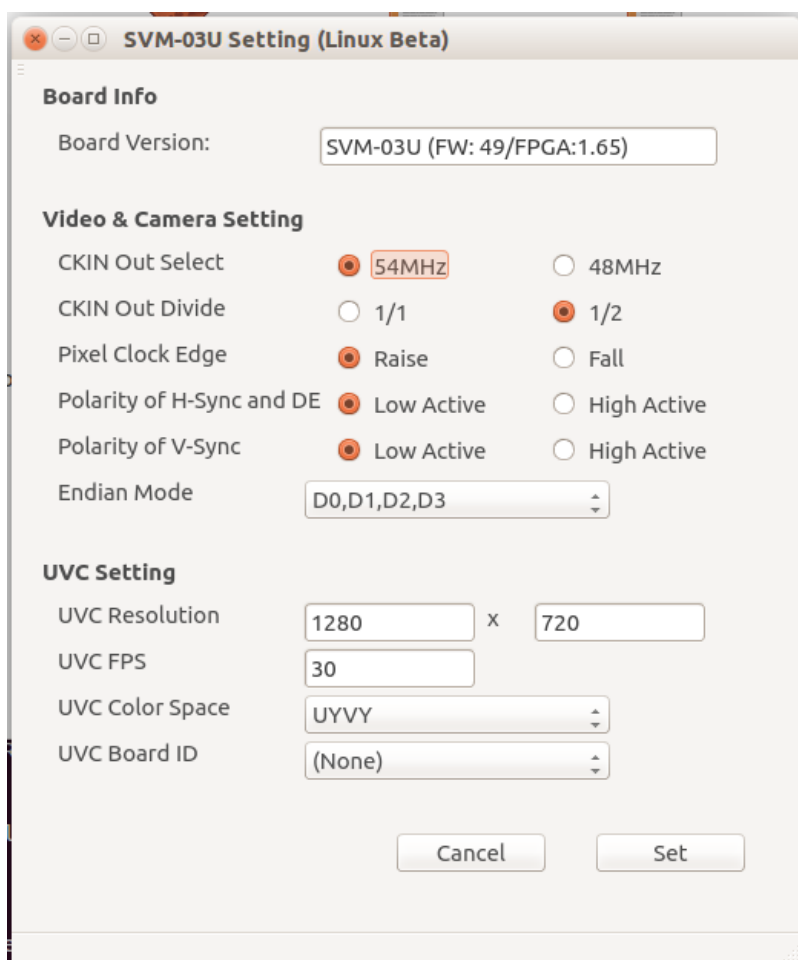 SVM-03U Setting (Linux Beta)
Board Info
Board Version: SVM-03U (FW: 49/FPGA:1.65)
Video & Camera Setting
CKIN Out Select 54MHz 48MHz
CKIN Out Divide 1/1 1/2
Pixel Clock Edge Raise Fall
Polarity of H-Sync and DE Low Active High Active
Polarity of V-Sync Low Active High Active
Endian Mode D0,D1,D2,D3
UVC Setting
UVC Resolution 1280 x 720
UVC FPS 30
UVC Color Space UYVY
UVC Board ID (None)
Cancel Set